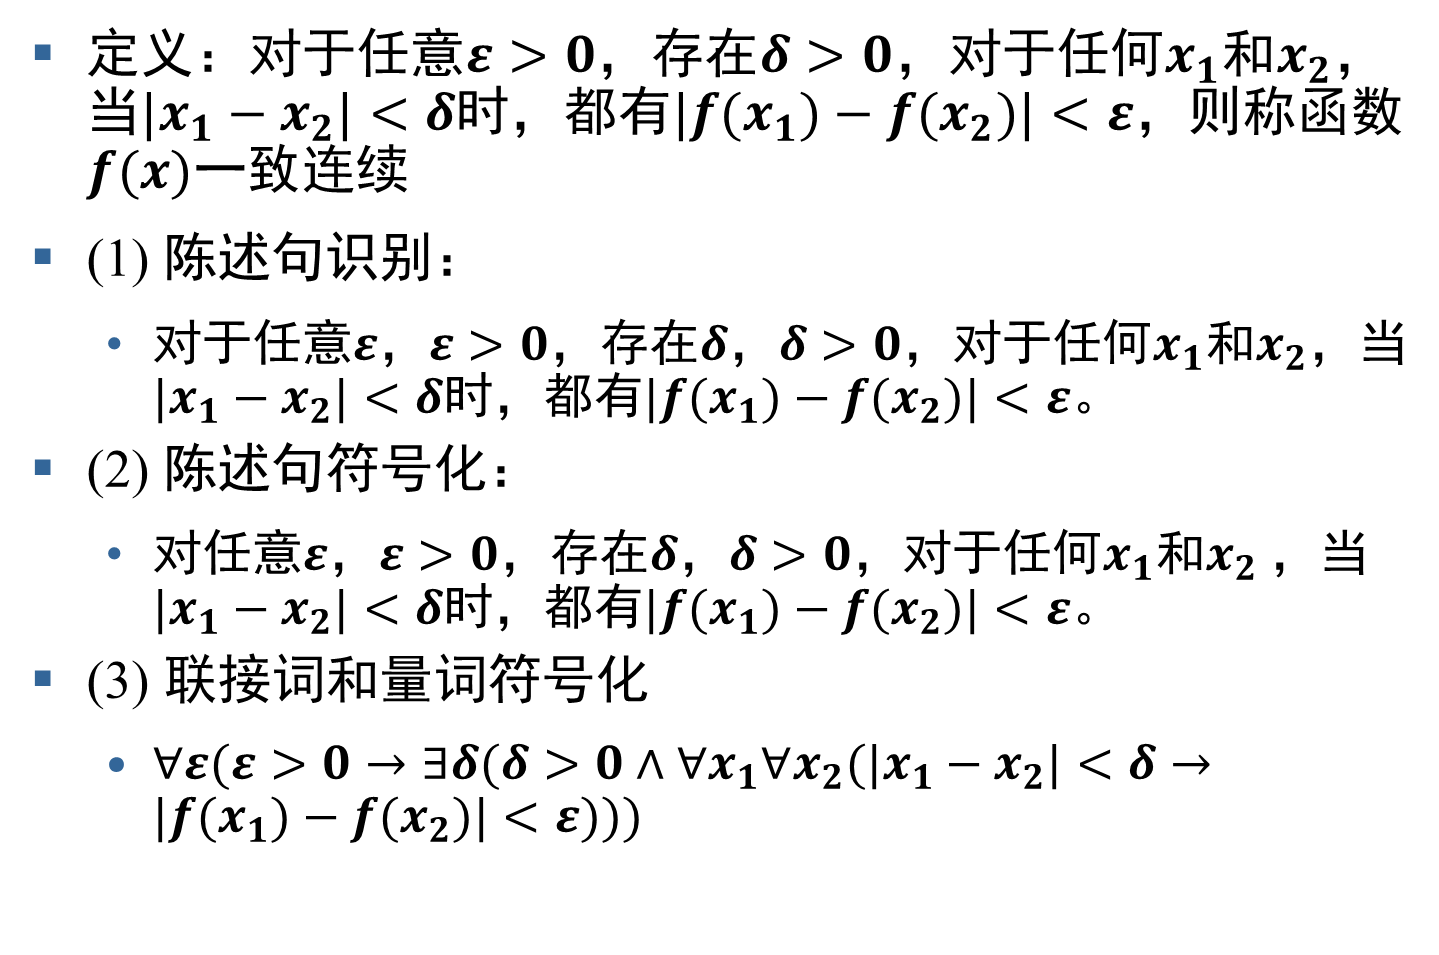 ▪ 定义：对于任意ε > 0，存在δ > 0，对于任何x₁和x₂，
当|x₁ − x₂| < δ时，都有|f(x₁) − f(x₂)| < ε，则称函数
f(x)一致连续
▪ (1) 陈述句识别：
• 对于任意ε，ε > 0，存在δ，δ > 0，对于任何x₁和x₂，当
|x₁ − x₂| < δ时，都有|f(x₁) − f(x₂)| < ε。
▪ (2) 陈述句符号化：
• 对任意ε，ε > 0，存在δ，δ > 0，对于任何x₁和x₂ ，当
|x₁ − x₂| < δ时，都有|f(x₁) − f(x₂)| < ε。
▪ (3) 联接词和量词符号化
• ∀ε(ε > 0 → ∃δ(δ > 0 ∧ ∀x₁∀x₂(|x₁ − x₂| < δ →
|f(x₁) − f(x₂)| < ε)))